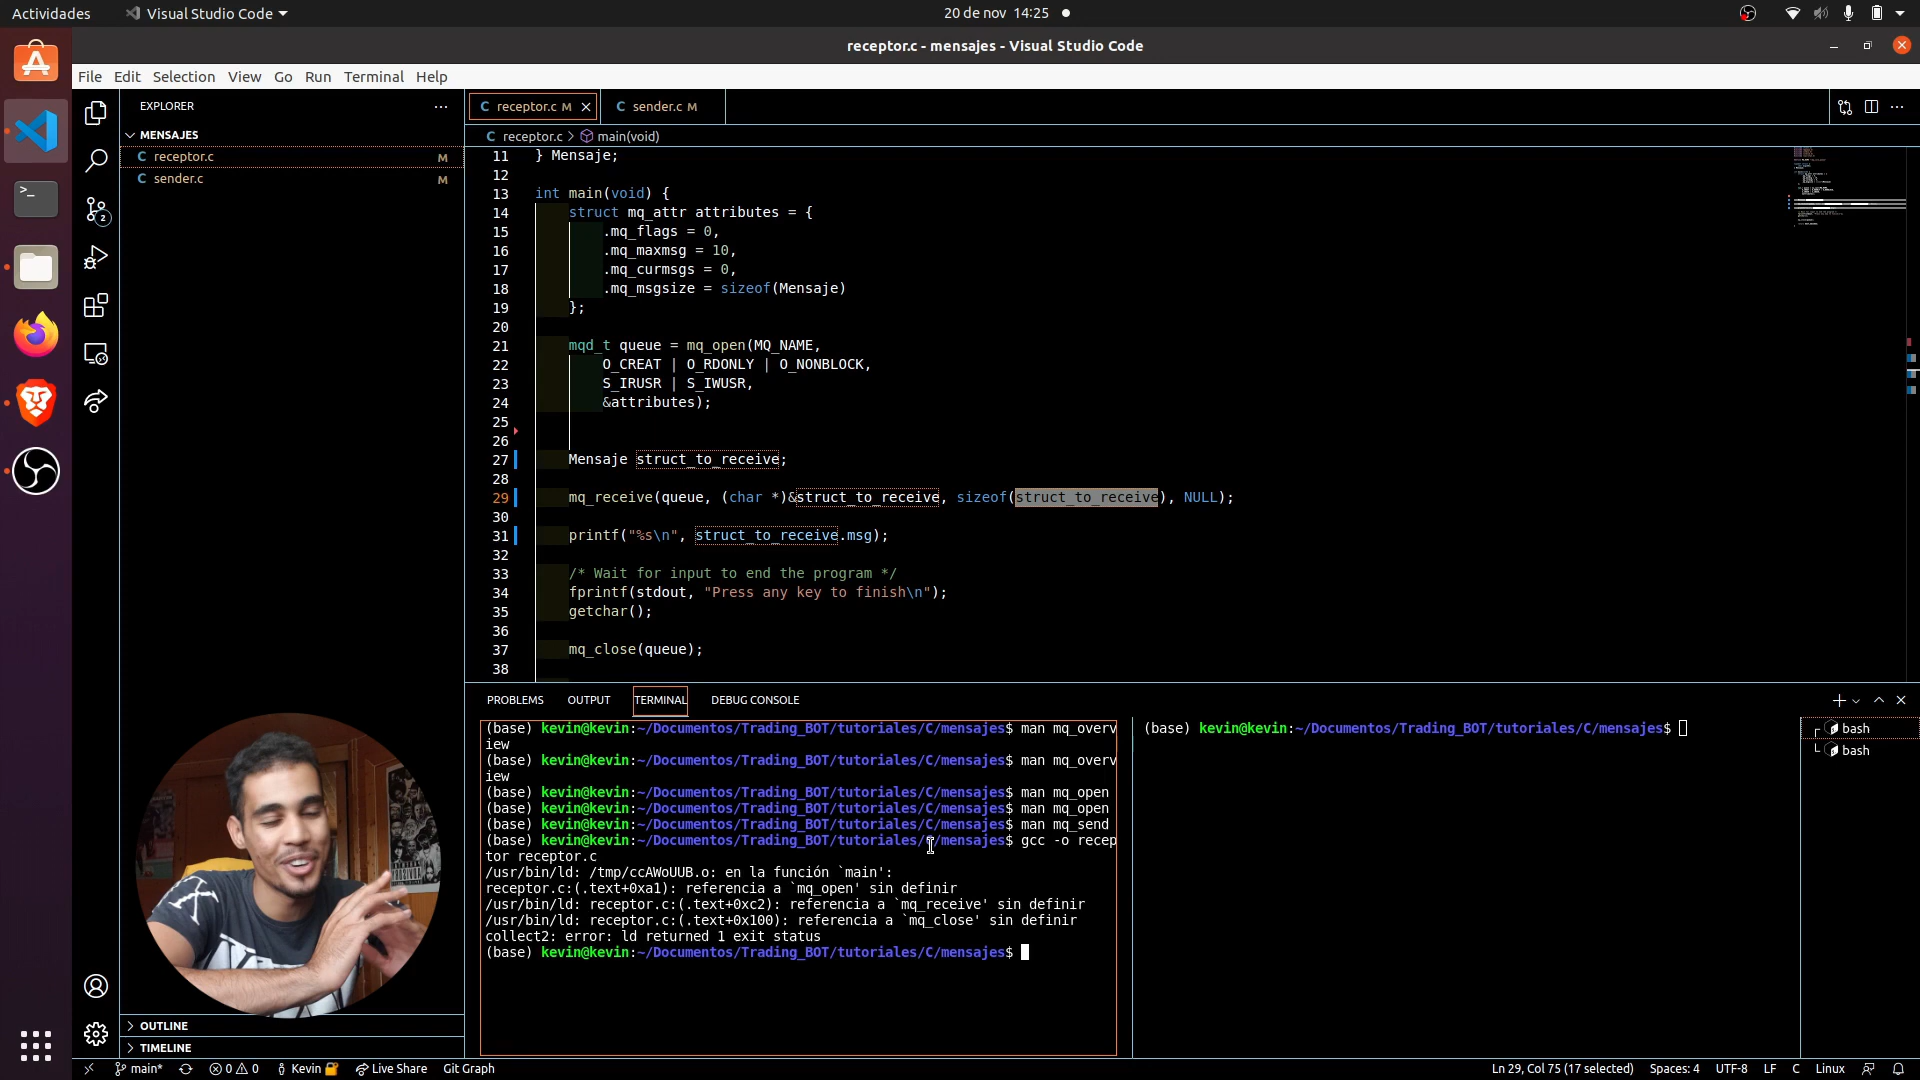 Actividades
Visual Studio Code
20 de nov 14:25
receptor.c - mensajes - Visual Studio Code
File Edit Selection View Go Run Terminal Help
EXPLORER
MENSAJES
C receptor.c M
C sender.c M
C receptor.c M
C sender.c M
C receptor.c > main(void)
11 } Mensaje;
12
13 int main(void) {
14 struct mq_attr attributes = {
15 .mq_flags = 0,
16 .mq_maxmsg = 10,
17 .mq_curmsgs = 0,
18 .mq_msgsize = sizeof(Mensaje)
19 };
20
21 mqd_t queue = mq_open(MQ_NAME,
22 O_CREAT | O_RDONLY | O_NONBLOCK,
23 S_IRUSR | S_IWUSR,
24 &attributes);
25
26
27 Mensaje struct_to_receive;
28
29 mq_receive(queue, (char *)&struct_to_receive, sizeof(struct_to_receive), NULL);
30
31 printf("%s\n", struct_to_receive.msg);
32
33 /* Wait for input to end the program */
34 fprintf(stdout, "Press any key to finish\n");
35 getchar();
36
37 mq_close(queue);
38
PROBLEMS OUTPUT TERMINAL DEBUG CONSOLE
(base) kevin@kevin:~/Documentos/Trading_BOT/tutoriales/C/mensajes$ man mq_overv
iew
(base) kevin@kevin:~/Documentos/Trading_BOT/tutoriales/C/mensajes$ man mq_overv
iew
(base) kevin@kevin:~/Documentos/Trading_BOT/tutoriales/C/mensajes$ man mq_open
(base) kevin@kevin:~/Documentos/Trading_BOT/tutoriales/C/mensajes$ man mq_open
(base) kevin@kevin:~/Documentos/Trading_BOT/tutoriales/C/mensajes$ man mq_send
(base) kevin@kevin:~/Documentos/Trading_BOT/tutoriales/C/mensajes$ gcc -o recep
tor receptor.c
/usr/bin/ld: /tmp/ccAWoUUB.o: en la función `main':
receptor.c:(.text+0xa1): referencia a `mq_open' sin definir
/usr/bin/ld: receptor.c:(.text+0xc2): referencia a `mq_receive' sin definir
/usr/bin/ld: receptor.c:(.text+0x100): referencia a `mq_close' sin definir
collect2: error: ld returned 1 exit status
(base) kevin@kevin:~/Documentos/Trading_BOT/tutoriales/C/mensajes$
(base) kevin@kevin:~/Documentos/Trading_BOT/tutoriales/C/mensajes$
bash
bash
OUTLINE
TIMELINE
main* 0 0 Kevin Live Share Git Graph
Ln 29, Col 75 (17 selected) Spaces: 4 UTF-8 LF C Linux